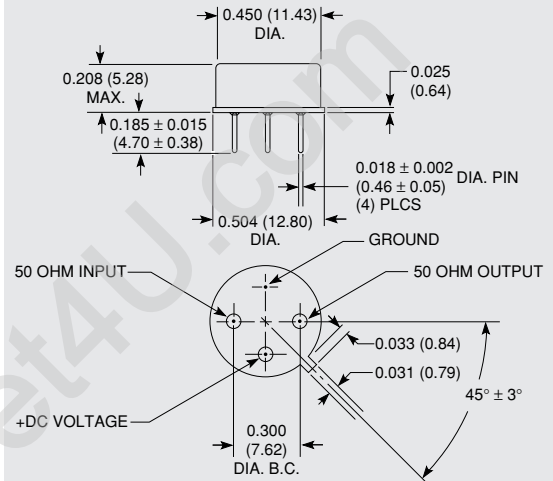 0.450 (11.43)
DIA.
0.208 (5.28)
MAX.
0.025
(0.64)
0.185 ± 0.015
(4.70 ± 0.38)
0.018 ± 0.002
(0.46 ± 0.05)
(4) PLCS
DIA. PIN
0.504 (12.80)
DIA.
GROUND
50 OHM INPUT
50 OHM OUTPUT
0.033 (0.84)
0.031 (0.79)
45° ± 3°
+DC VOLTAGE
0.300
(7.62)
DIA. B.C.
et4U.com